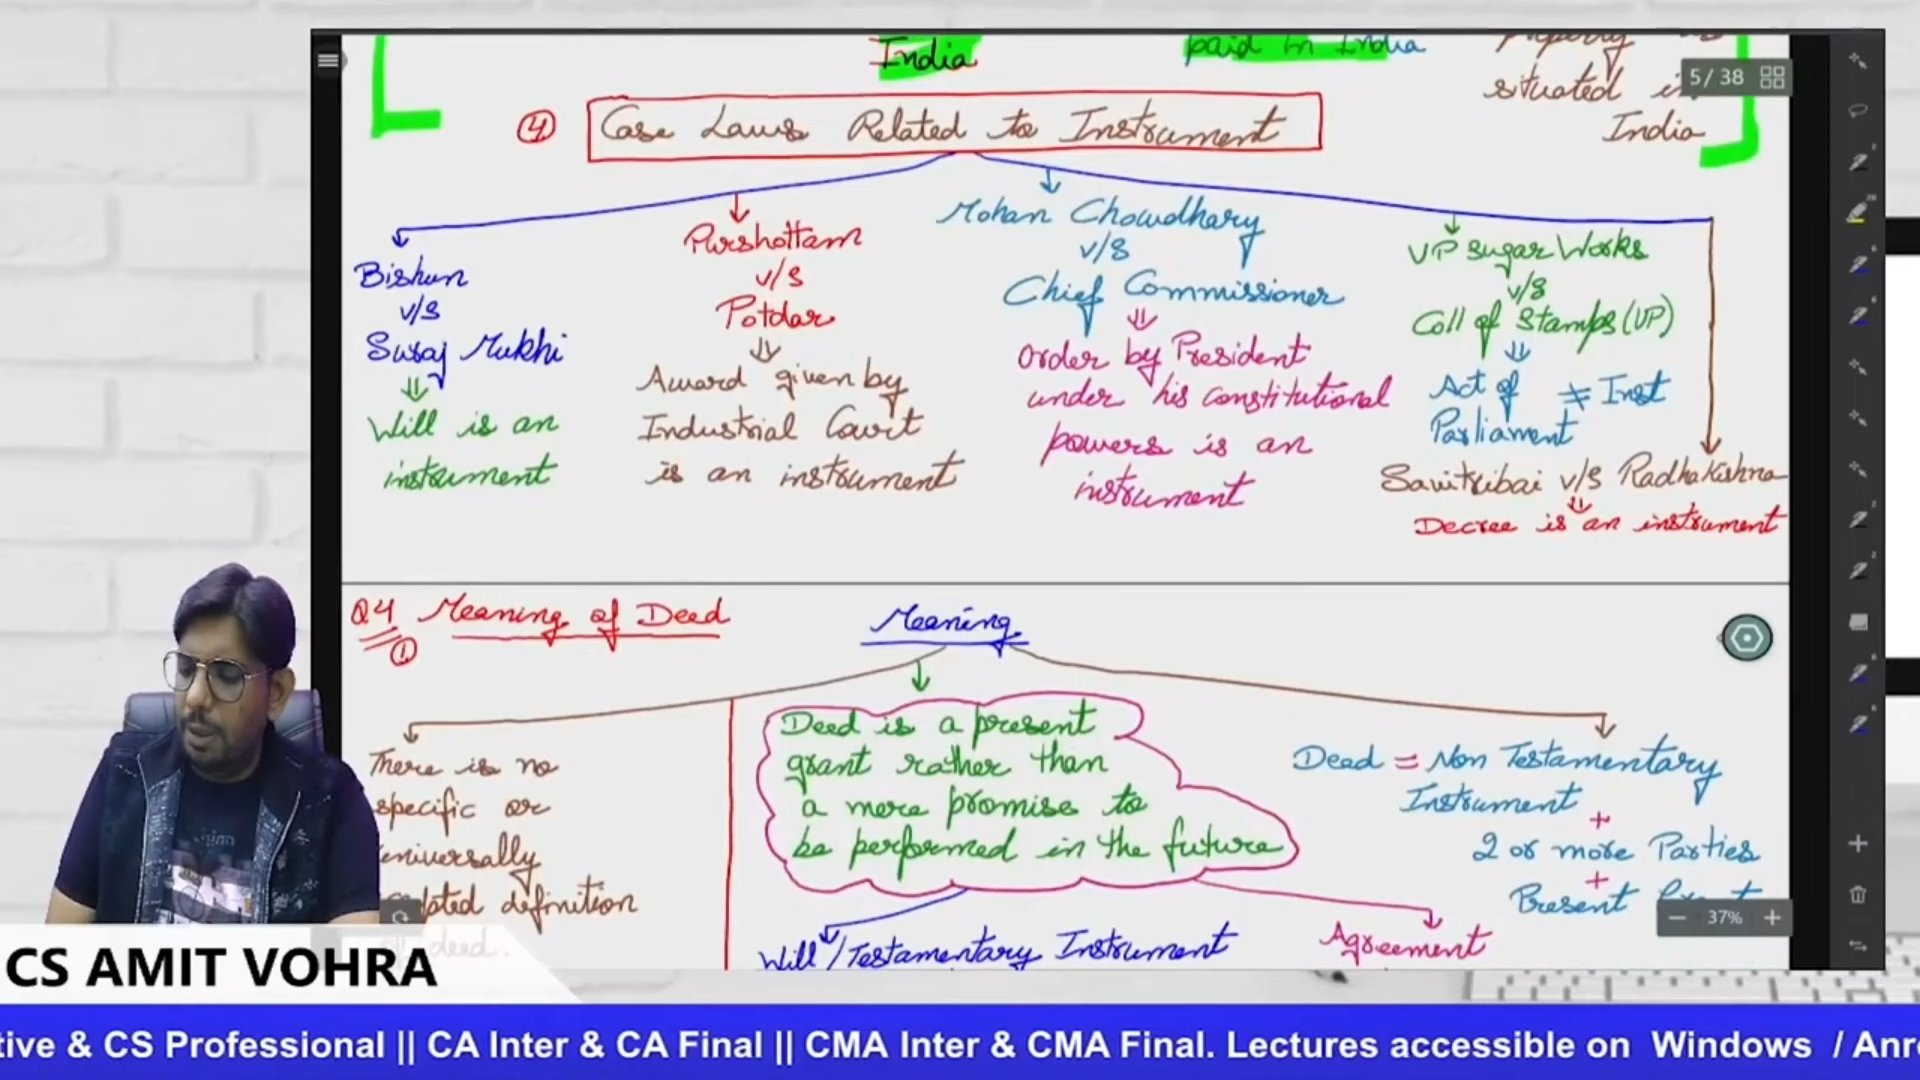 India
paid in India
situated in
India
5 / 38
④ Case Laws Related to Instrument
Bishun
v/s
Suraj Mukhi
Will is an
instrument
Purshottam
v/s
Potdar
Award given by
Industrial Court
is an instrument
Mohan Chowdhary
v/s
Chief Commissioner
Order by President
under his constitutional
powers is an
instrument
UP Sugar Works
v/s
Coll of Stamps (UP)
Act of ≠ Inst
Parliament
Savitribai v/s Radhakishna
Decree is an instrument
Q4 Meaning of Deed
①
Meaning
There is no
specific or
universally
definition
of deed.
Deed is a present
grant rather than
a mere promise to
be performed in the future
Will/Testamentary Instrument
Agreement
Deed = Non Testamentary
Instrument
+
2 or more Parties
+
Present
37%
CS AMIT VOHRA
tive & CS Professional || CA Inter & CA Final || CMA Inter & CMA Final. Lectures accessible on Windows / Anr